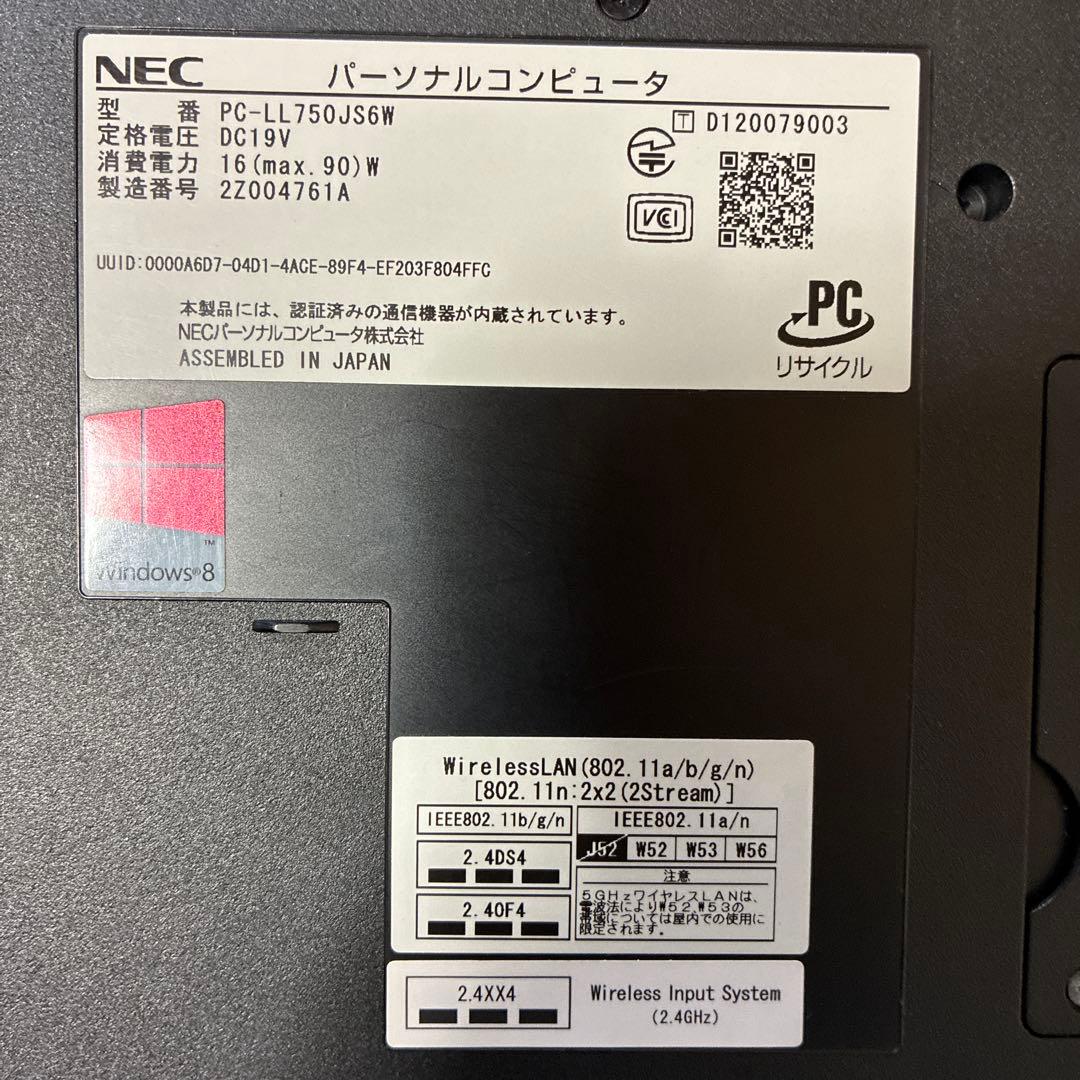 NEC パーソナルコンピュータ
型番 PC-LL750JS6W
定格電圧 DC19V
消費電力 16(max.90)W
製造番号 2Z004761A
T D120079003
VCI
UUID:0000A6D7-04D1-4ACE-89F4-EF203F804FFC
本製品には、認証済みの通信機器が内蔵されています。
NECパーソナルコンピュータ株式会社
ASSEMBLED IN JAPAN
PC
リサイクル
TM
Windows®8
WirelessLAN(802.11a/b/g/n)
[802.11n:2x2(2Stream)]
IEEE802.11b/g/n
2.4DS4
2.4OF4
IEEE802.11a/n
J52 W52 W53 W56
注意
5GHzワイヤレスLANは、
電波法によりW52,W53の
帯域については屋内での使用に
限定されます。
2.4XX4
Wireless Input System
(2.4GHz)